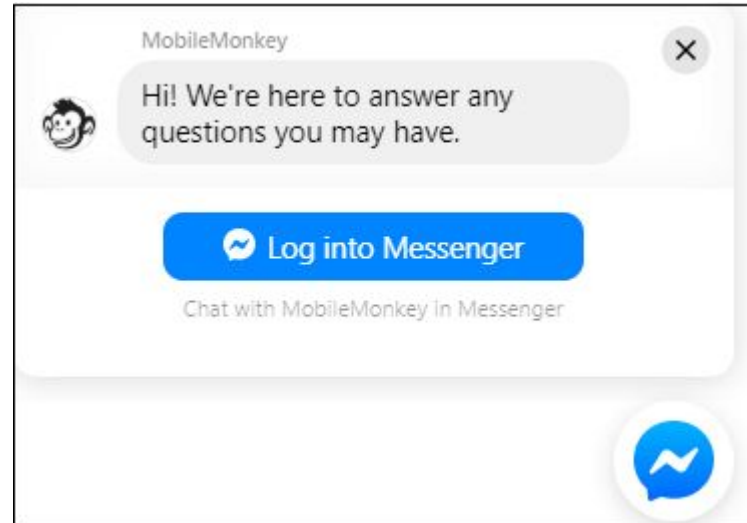 MobileMonkey
Hi! We're here to answer any
questions you may have.
Log into Messenger
Chat with MobileMonkey in Messenger